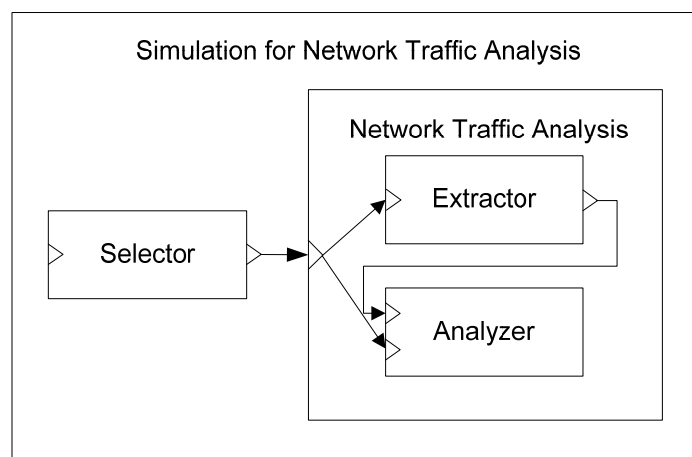 Simulation for Network Traffic Analysis
Network Traffic Analysis
Extractor
Selector
Analyzer